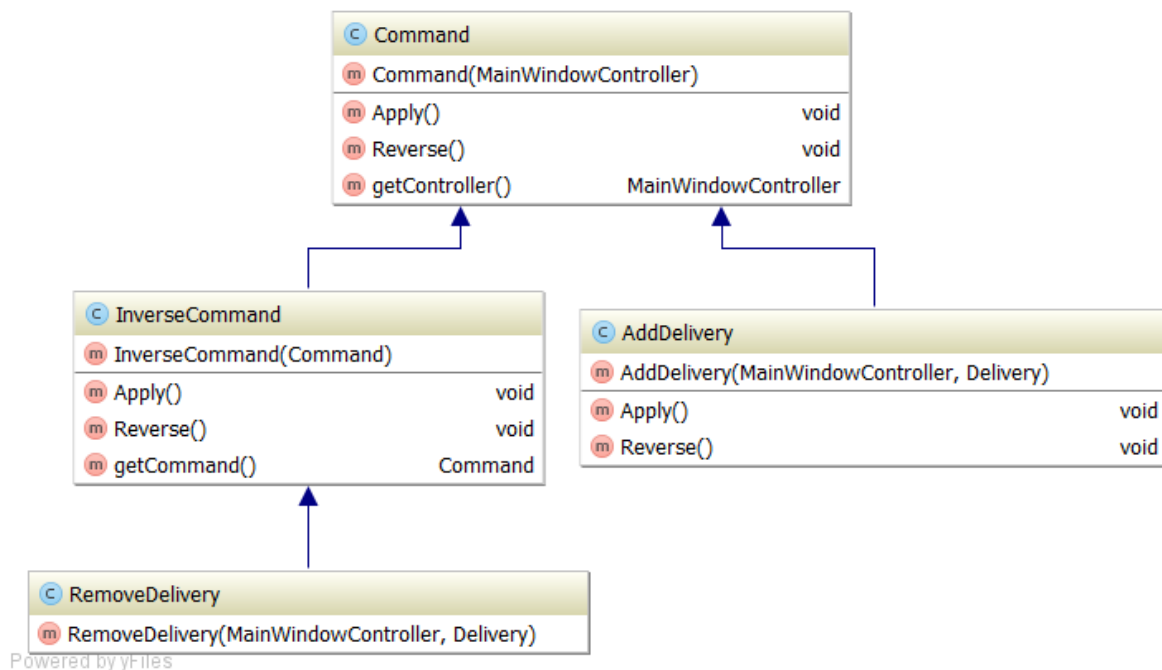 Command
Command(MainWindowController)
Apply() void
Reverse() void
getController() MainWindowController
InverseCommand
InverseCommand(Command)
Apply() void
Reverse() void
getCommand() Command
AddDelivery
AddDelivery(MainWindowController, Delivery)
Apply() void
Reverse() void
RemoveDelivery
RemoveDelivery(MainWindowController, Delivery)
Powered by yFiles